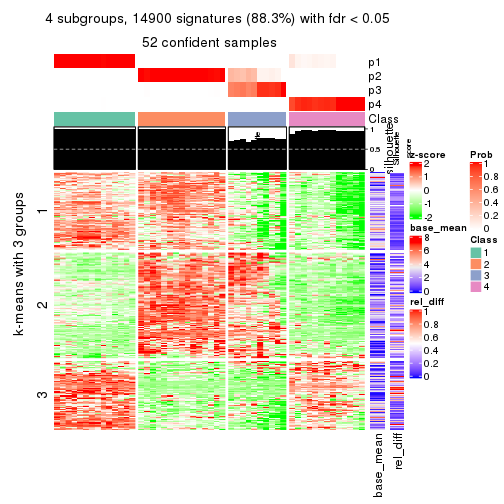 4 subgroups, 14900 signatures (88.3%) with fdr < 0.05
52 confident samples
p1
p2
p3
p4
Class
1
0.5
0
silhouette
Silhouette
score
k-means with 3 groups
1
2
3
base_mean
rel_diff
z-score
2
1
0
-1
-2
base_mean
8
6
4
2
0
rel_diff
1
0.8
0.6
0.4
0.2
0
Prob
1
0.8
0.6
0.4
0.2
0
Class
1
2
3
4